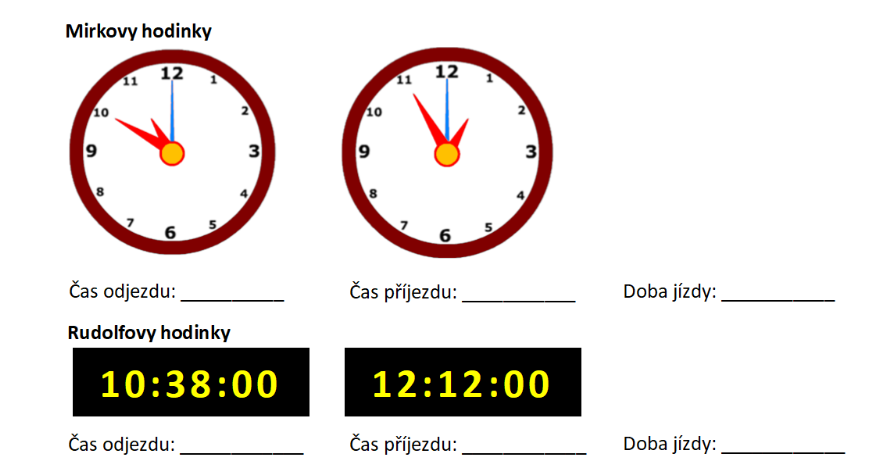 Mirkovy hodinky
12 1 2 3 4 5 6 7 8 9 10 11
12 1 2 3 4 5 6 7 8 9 10 11
Čas odjezdu: __________ Čas příjezdu: ___________ Doba jízdy: ___________
Rudolfovy hodinky
10:38:00 12:12:00
Čas odjezdu: ____________ Čas příjezdu: ____________ Doba jízdy: ____________